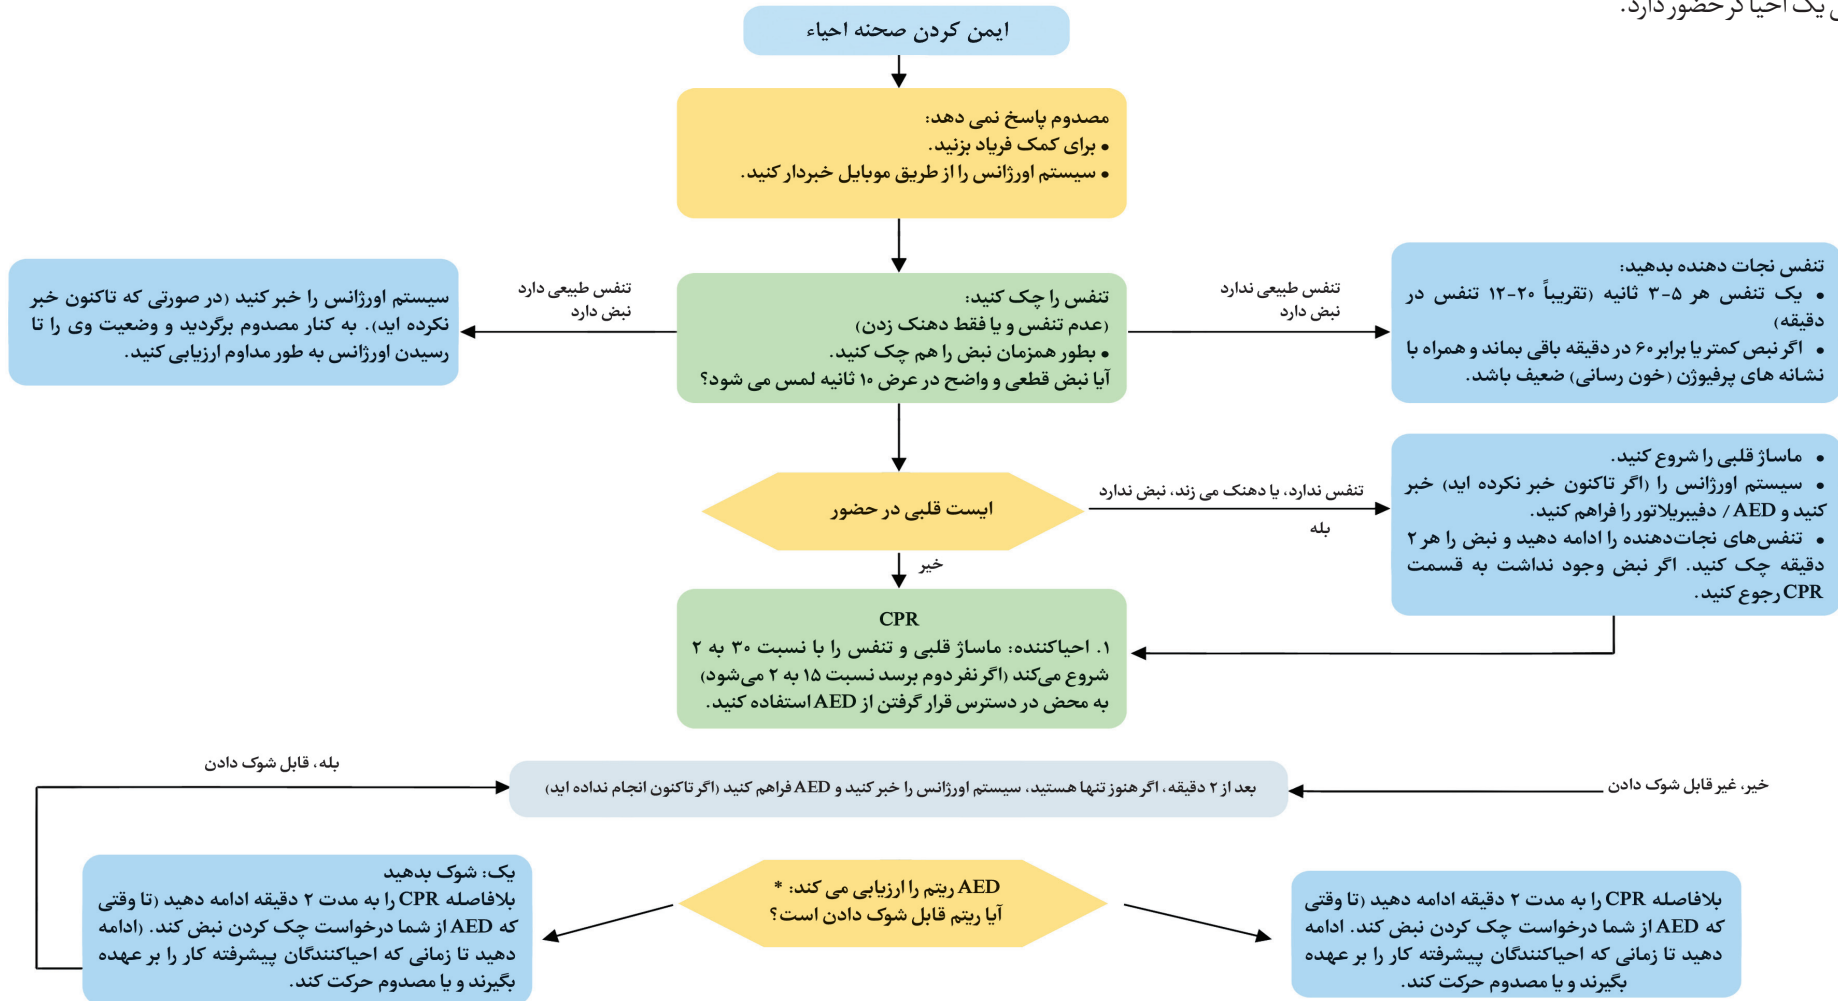 یک احیا گر حضور دارد.
ایمن کردن صحنه احیاء
مصدوم پاسخ نمی دهد:
• برای کمک فریاد بزنید.
• سیستم اورژانس را از طریق موبایل خبردار کنید.
تنفس نجات دهنده بدهید:
• یک تنفس هر ۵-۳ ثانیه (تقریباً ۲۰-۱۲ تنفس در
دقیقه)
• اگر نبص کمتر یا برابر ۶۰ در دقیقه باقی بماند و همراه با
نشانه های پرفیوژن (خون رسانی) ضعیف باشد.
تنفس طبیعی ندارد
نبض دارد
تنفس را چک کنید:
(عدم تنفس و یا فقط دهنک زدن)
• بطور همزمان نبض را هم چک کنید.
آیا نبض قطعی و واضح در عرض ۱۰ ثانیه لمس می شود؟
تنفس طبیعی دارد
نبض دارد
سیستم اورژانس را خبر کنید (در صورتی که تاکنون خبر
نکرده اید). به کنار مصدوم برگردید و وضعیت وی را تا
رسیدن اورژانس به طور مداوم ارزیابی کنید.
• ماساژ قلبی را شروع کنید.
• سیستم اورژانس را (اگر تاکنون خبر نکرده اید) خبر
کنید و AED / دفیبریلاتور را فراهم کنید.
• تنفس‌های نجات‌دهنده را ادامه دهید و نبض را هر ۲
دقیقه چک کنید. اگر نبض وجود نداشت به قسمت
CPR رجوع کنید.
تنفس ندارد، یا دهنک می زند، نبض ندارد
بله
ایست قلبی در حضور
خیر
CPR
۱. احیاکننده: ماساژ قلبی و تنفس را با نسبت ۳۰ به ۲
شروع می‌کند (اگر نفر دوم برسد نسبت ۱۵ به ۲ می‌شود)
به محض در دسترس قرار گرفتن از AED استفاده کنید.
خیر، غیر قابل شوک دادن
بعد از ۲ دقیقه، اگر هنوز تنها هستید، سیستم اورژانس را خبر کنید و AED فراهم کنید (اگر تاکنون انجام نداده اید)
بله، قابل شوک دادن
AED ریتم را ارزیابی می کند: *
آیا ریتم قابل شوک دادن است؟
بلافاصله CPR را به مدت ۲ دقیقه ادامه دهید (تا وقتی
که AED از شما درخواست چک کردن نبض کند. ادامه
دهید تا زمانی که احیاکنندگان پیشرفته کار را بر عهده
بگیرند و یا مصدوم حرکت کند.
یک: شوک بدهید
بلافاصله CPR را به مدت ۲ دقیقه ادامه دهید (تا وقتی
که AED از شما درخواست چک کردن نبض کند. (ادامه
دهید تا زمانی که احیاکنندگان پیشرفته کار را بر عهده
بگیرند و یا مصدوم حرکت کند.